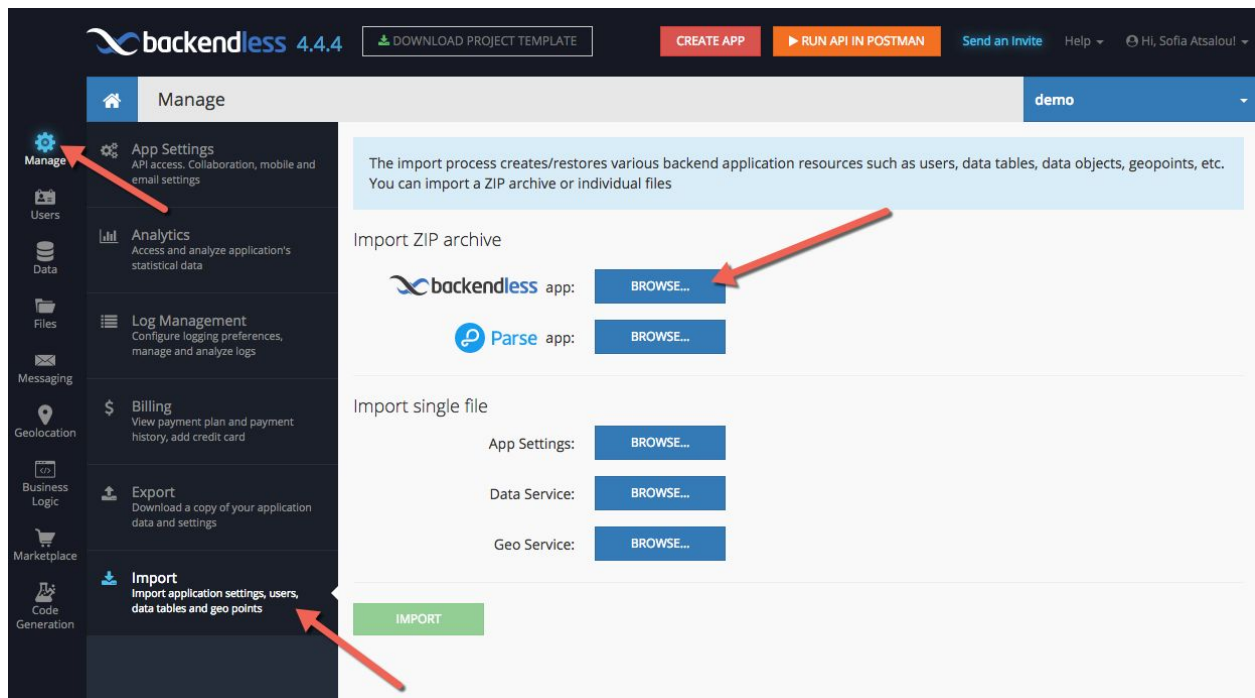 backendless 4.4.4
DOWNLOAD PROJECT TEMPLATE
CREATE APP
RUN API IN POSTMAN
Send an Invite
Help
Hi, Sofia Atsalou!
Manage
demo
Manage
Users
Data
Files
Messaging
Geolocation
</>
Business
Logic
Marketplace
Code
Generation
App Settings
API access. Collaboration, mobile and
email settings
Analytics
Access and analyze application's
statistical data
Log Management
Configure logging preferences,
manage and analyze logs
$ Billing
View payment plan and payment
history, add credit card
Export
Download a copy of your application
data and settings
Import
Import application settings, users,
data tables and geo points
The import process creates/restores various backend application resources such as users, data tables, data objects, geopoints, etc.
You can import a ZIP archive or individual files
Import ZIP archive
backendless app: BROWSE...
Parse app: BROWSE...
Import single file
App Settings: BROWSE...
Data Service: BROWSE...
Geo Service: BROWSE...
IMPORT